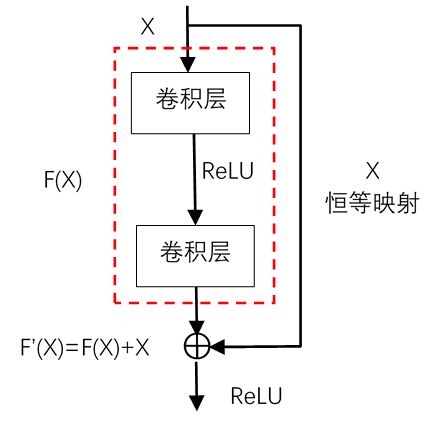 X
卷积层
ReLU
F(X)
X
恒等映射
卷积层
F'(X)=F(X)+X
ReLU